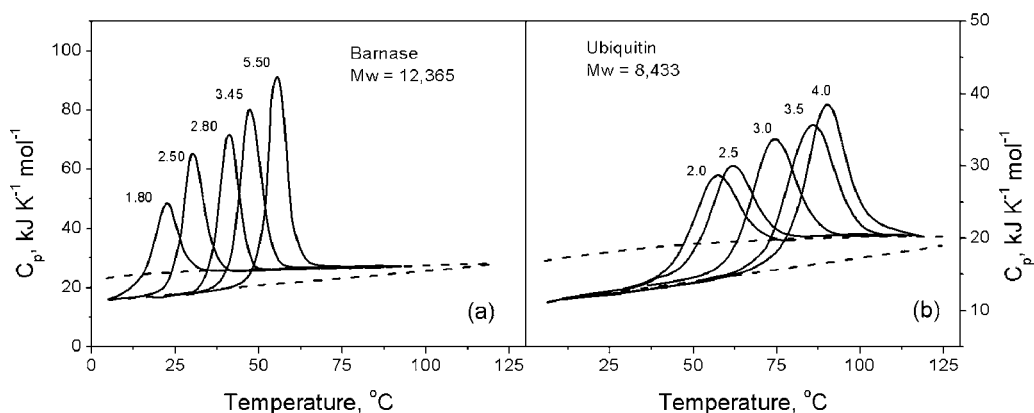 100
80
60
40
20
0
Cp, kJ K⁻¹ mol⁻¹
Barnase
Mw = 12,365
5.50
3.45
2.80
2.50
1.80
(a)
0 25 50 75 100 125
Temperature, °C
Ubiquitin
Mw = 8,433
4.0
3.5
3.0
2.5
2.0
(b)
50 75 100 125
Temperature, °C
50
40
30
20
10
Cp, kJ K⁻¹ mol⁻¹